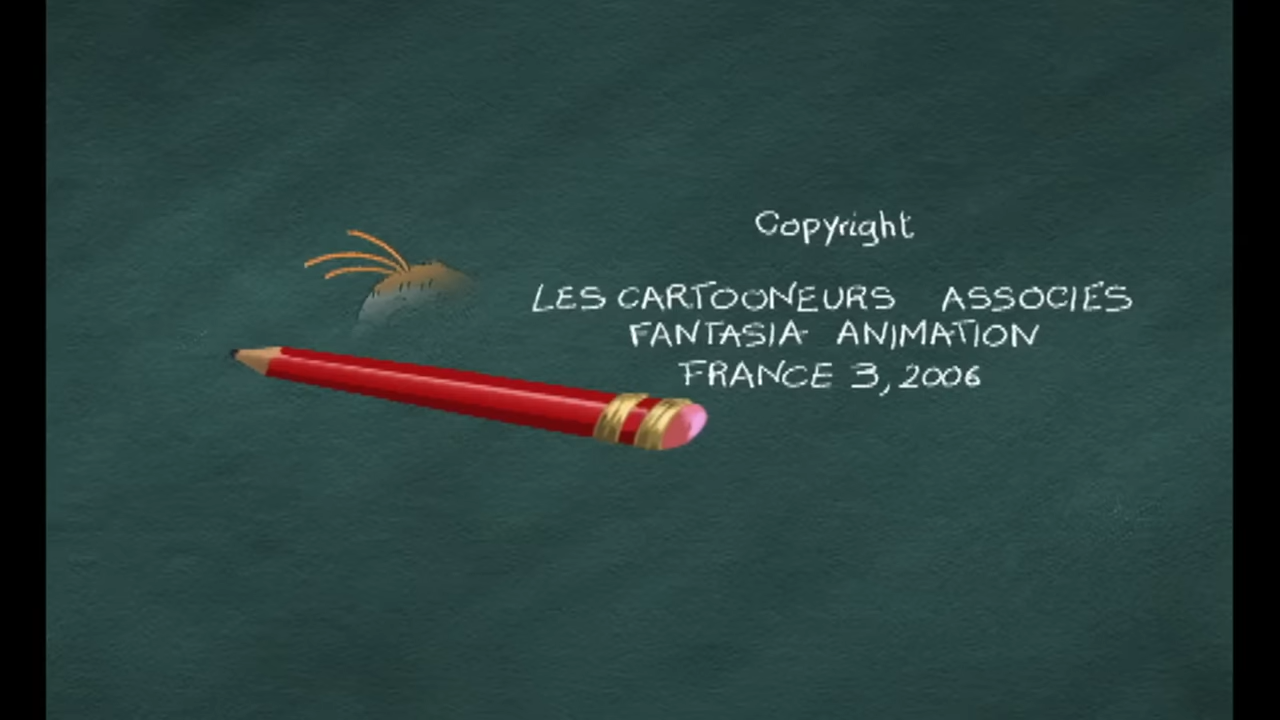 Copyright
LES CARTOONEURS ASSOCIÉS
FANTASIA ANIMATION
FRANCE 3, 2006